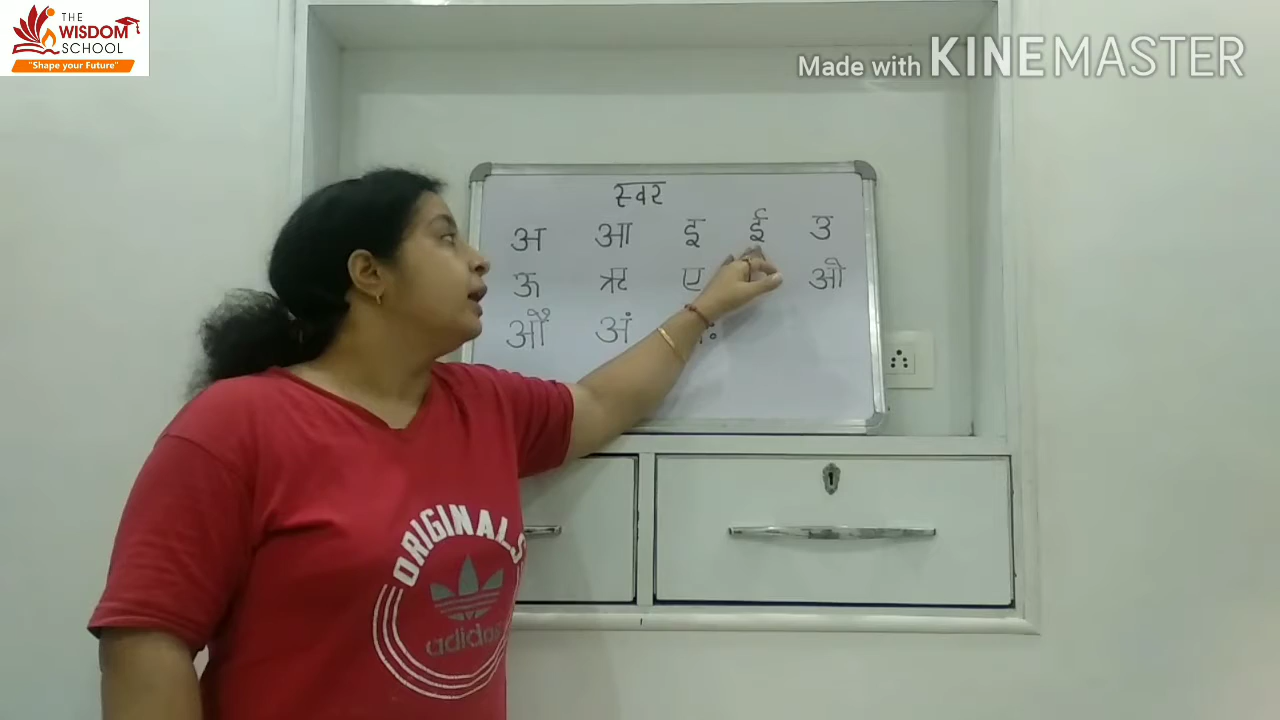 THE
WISDOM
SCHOOL
"Shape your Future"
Made with KINEMASTER
स्वर
अ आ इ ई उ
ऊ ऋ ए ओ
औ अं
ORIGINALS
adidas